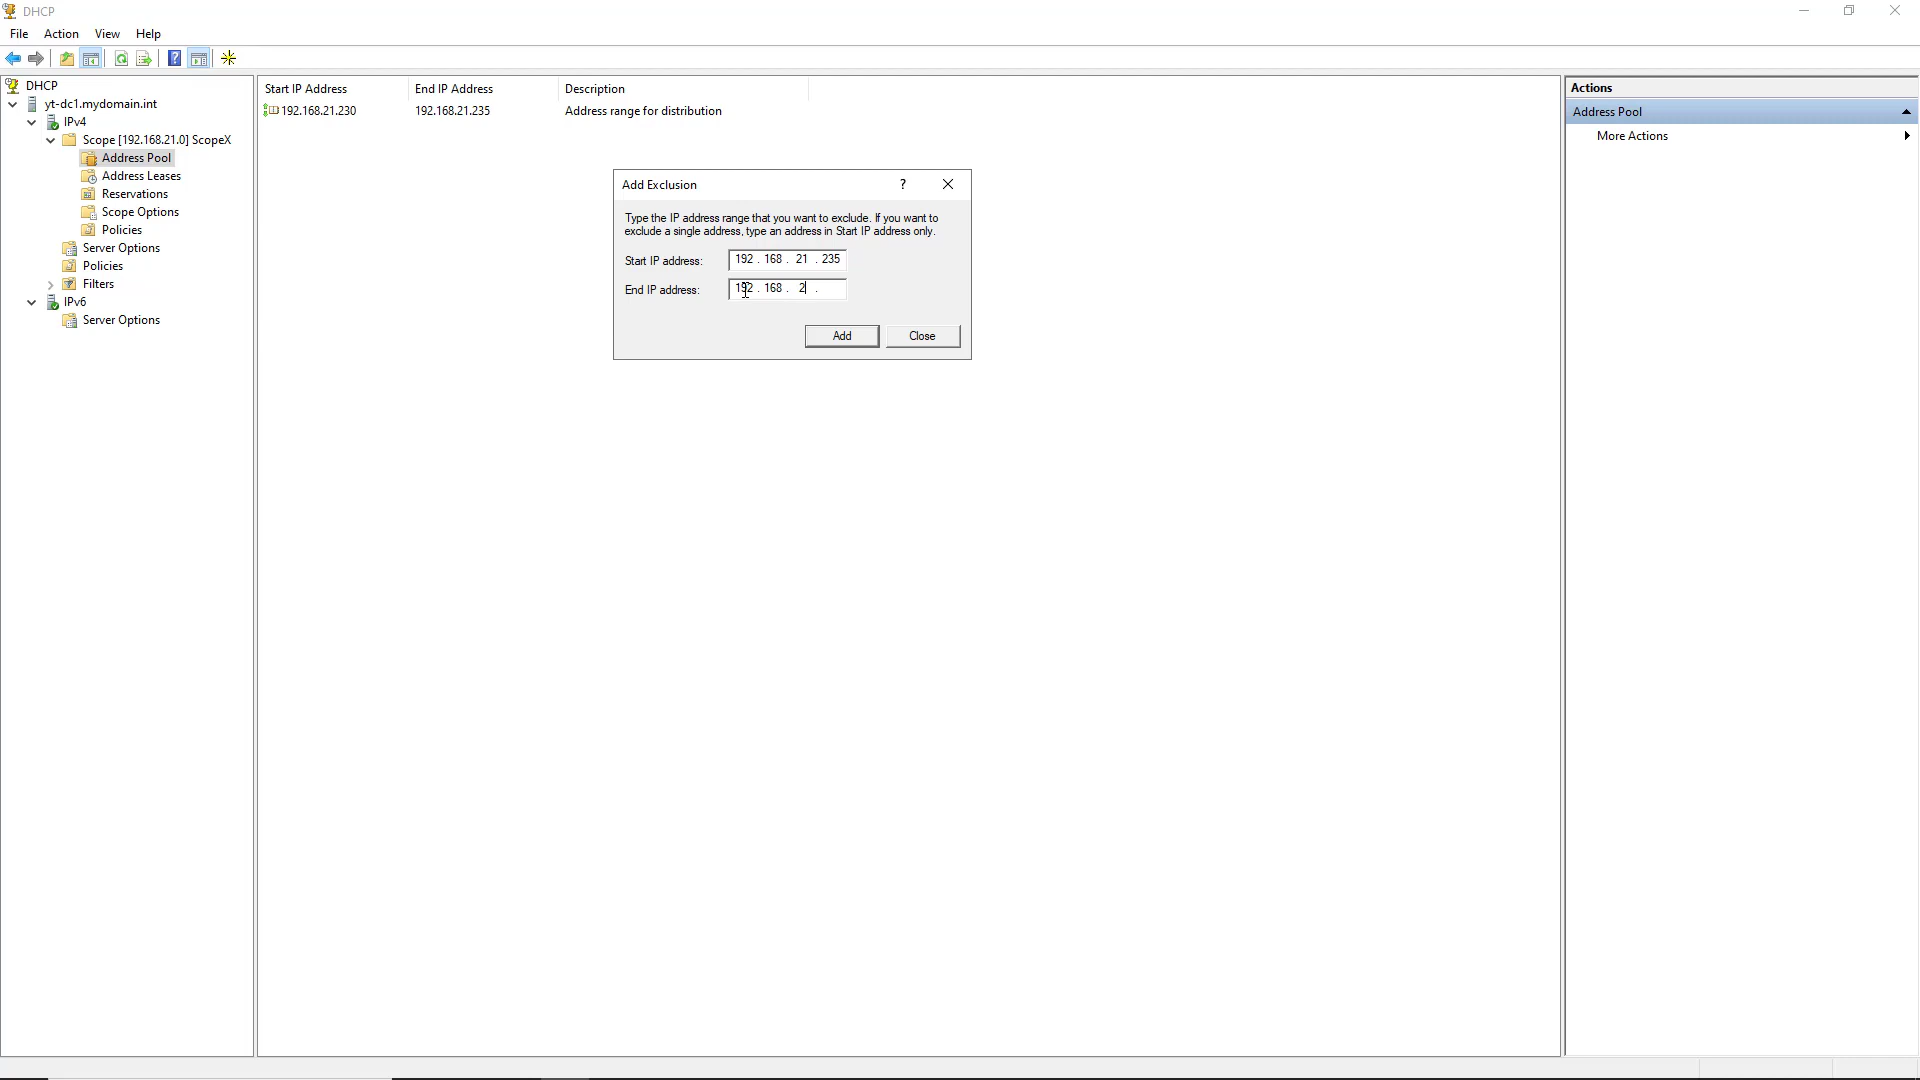 DHCP
File Action View Help
DHCP
yt-dc1.mydomain.int
IPv4
Scope [192.168.21.0] ScopeX
Address Pool
Address Leases
Reservations
Scope Options
Policies
Server Options
Policies
Filters
IPv6
Server Options
Start IP Address End IP Address Description
192.168.21.230 192.168.21.235 Address range for distribution
Add Exclusion
Type the IP address range that you want to exclude. If you want to
exclude a single address, type an address in Start IP address only.
Start IP address: 192 . 168 . 21 . 235
End IP address: 192 . 168 . 2 .
Add Close
Actions
Address Pool
More Actions